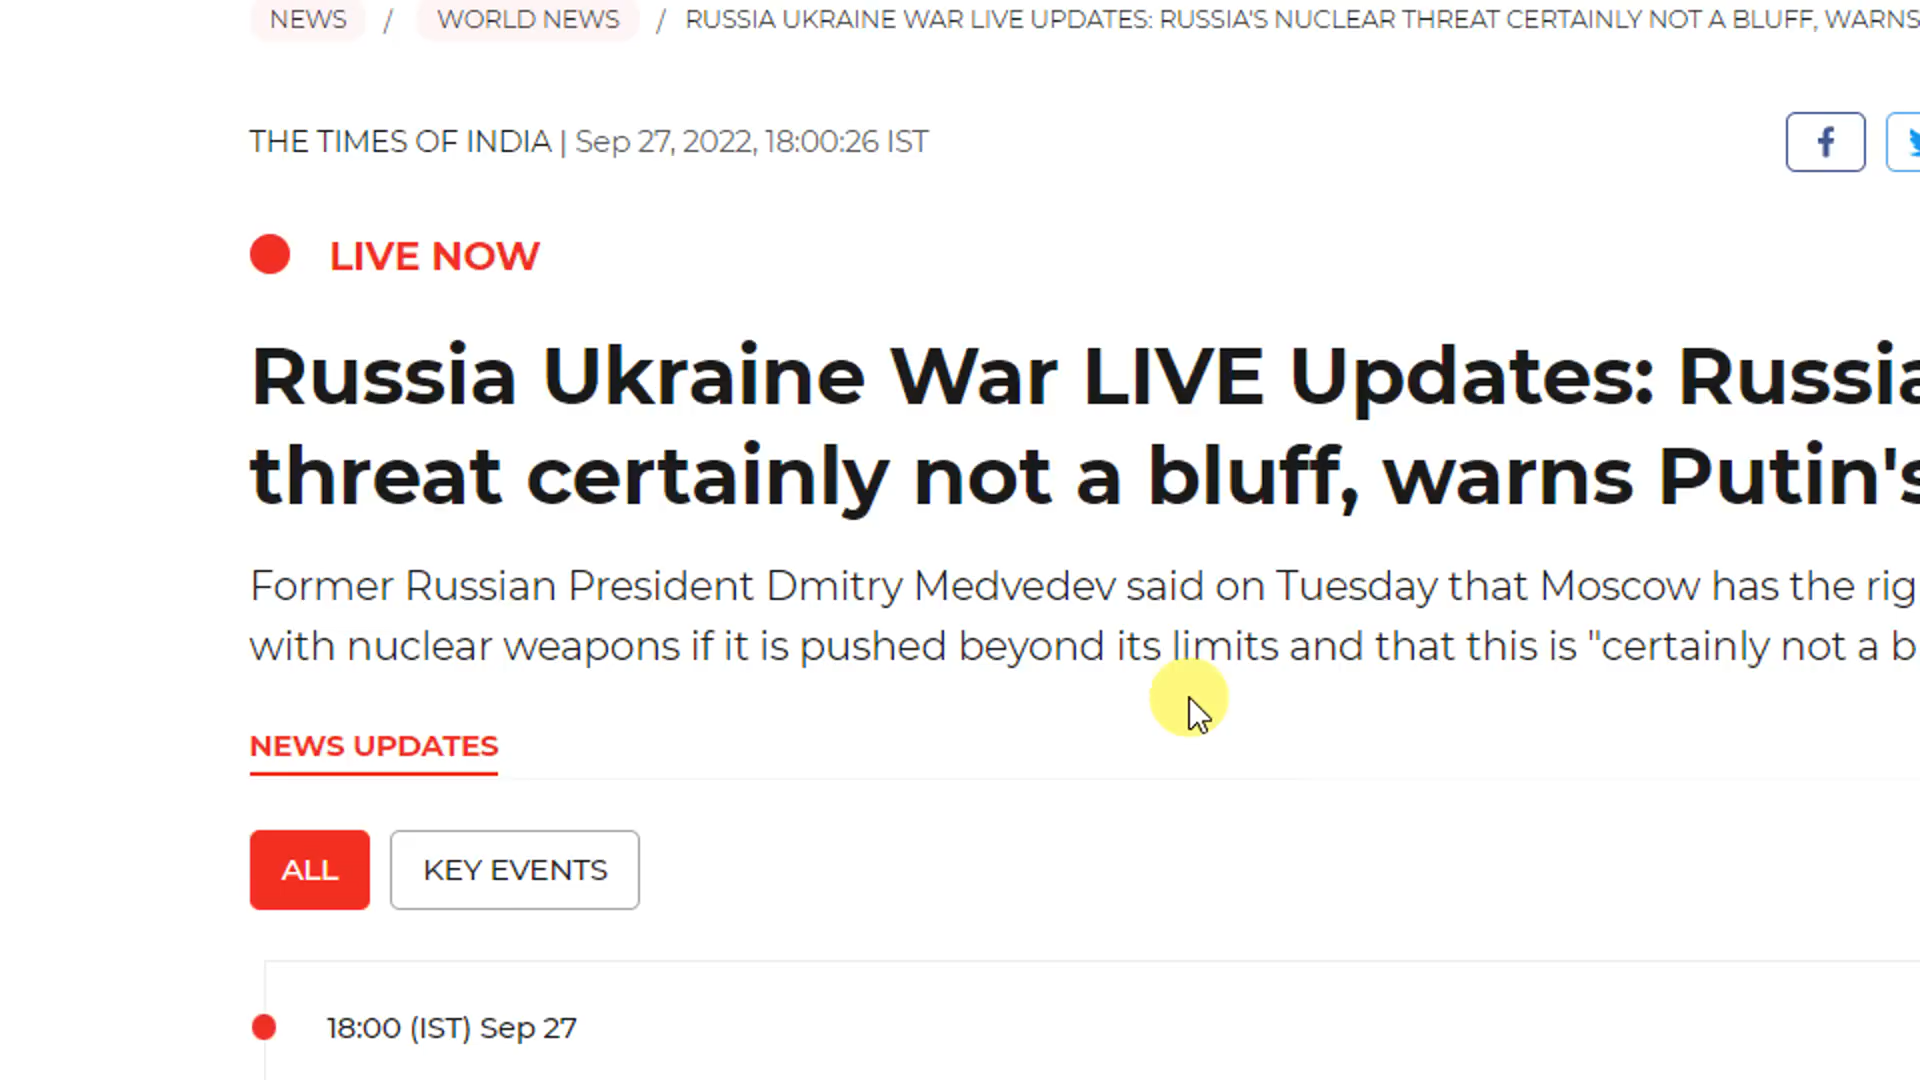 NEWS / WORLD NEWS / RUSSIA UKRAINE WAR LIVE UPDATES: RUSSIA'S NUCLEAR THREAT CERTAINLY NOT A BLUFF, WARNS
THE TIMES OF INDIA | Sep 27, 2022, 18:00:26 IST
LIVE NOW
Russia Ukraine War LIVE Updates: Russia
threat certainly not a bluff, warns Putin's
Former Russian President Dmitry Medvedev said on Tuesday that Moscow has the rig
with nuclear weapons if it is pushed beyond its limits and that this is "certainly not a b
NEWS UPDATES
ALL KEY EVENTS
18:00 (IST) Sep 27